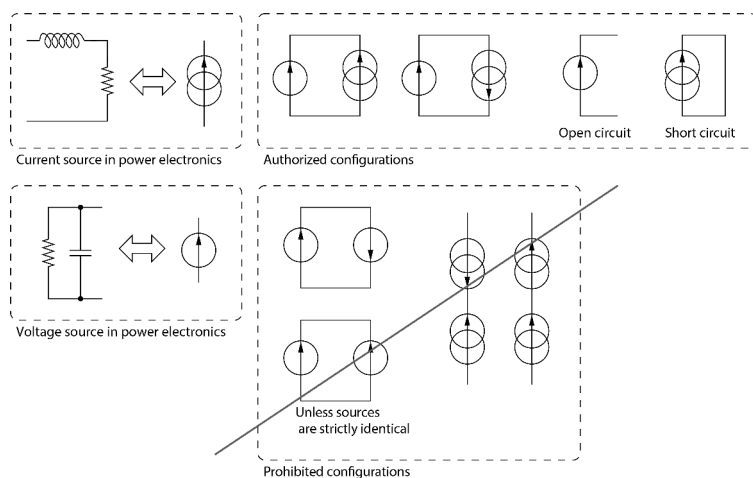 Open circuit
Short circuit
Current source in power electronics
Authorized configurations
Voltage source in power electronics
Unless sources
are strictly identical
Prohibited configurations